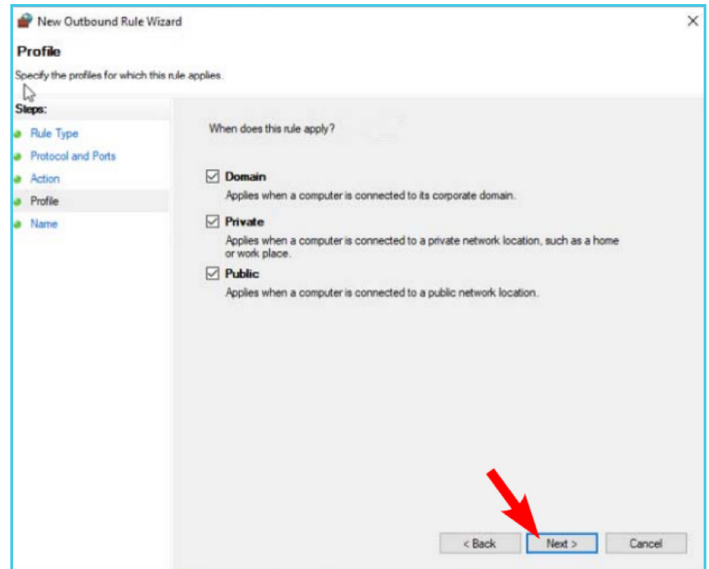 New Outbound Rule Wizard
Profile
Specify the profiles for which this rule applies.
Steps:
Rule Type
Protocol and Ports
Action
Profile
Name
When does this rule apply?
Domain
Applies when a computer is connected to its corporate domain.
Private
Applies when a computer is connected to a private network location, such as a home
or work place.
Public
Applies when a computer is connected to a public network location.
< Back Next > Cancel